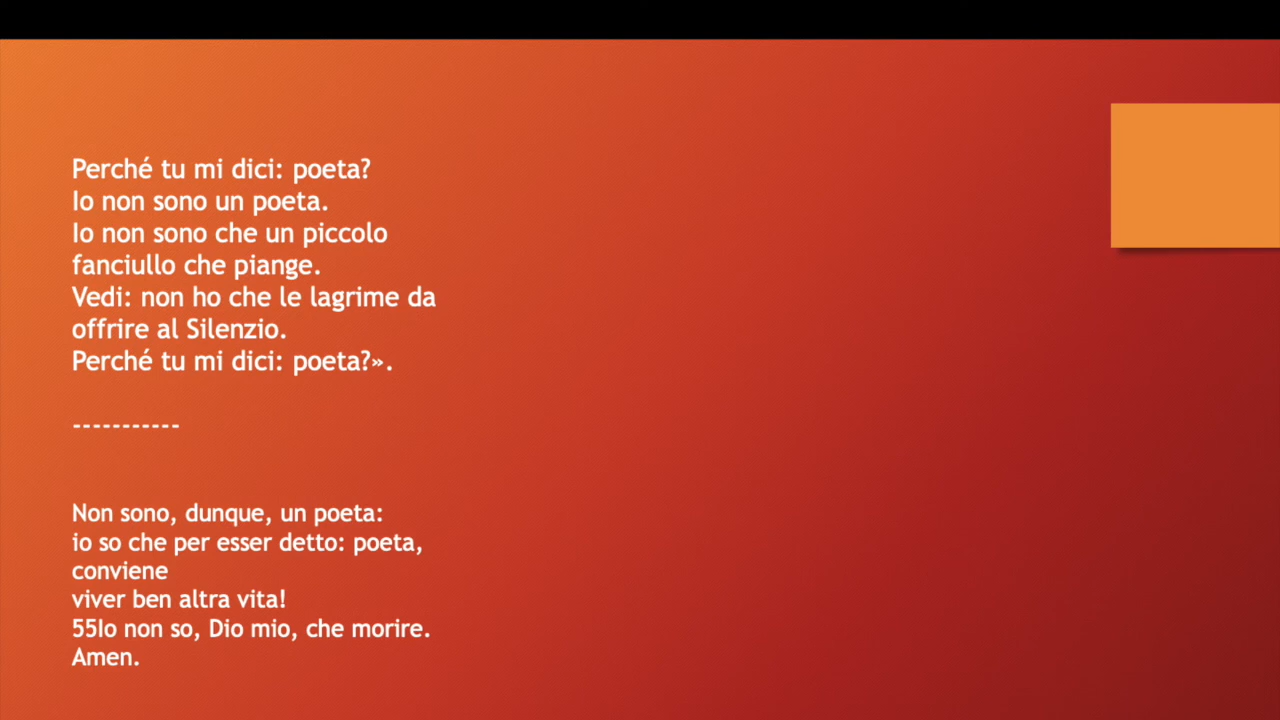 Perché tu mi dici: poeta?
Io non sono un poeta.
Io non sono che un piccolo
fanciullo che piange.
Vedi: non ho che le lagrime da
offrire al Silenzio.
Perché tu mi dici: poeta?».
-----------
Non sono, dunque, un poeta:
io so che per esser detto: poeta,
conviene
viver ben altra vita!
55Io non so, Dio mio, che morire.
Amen.